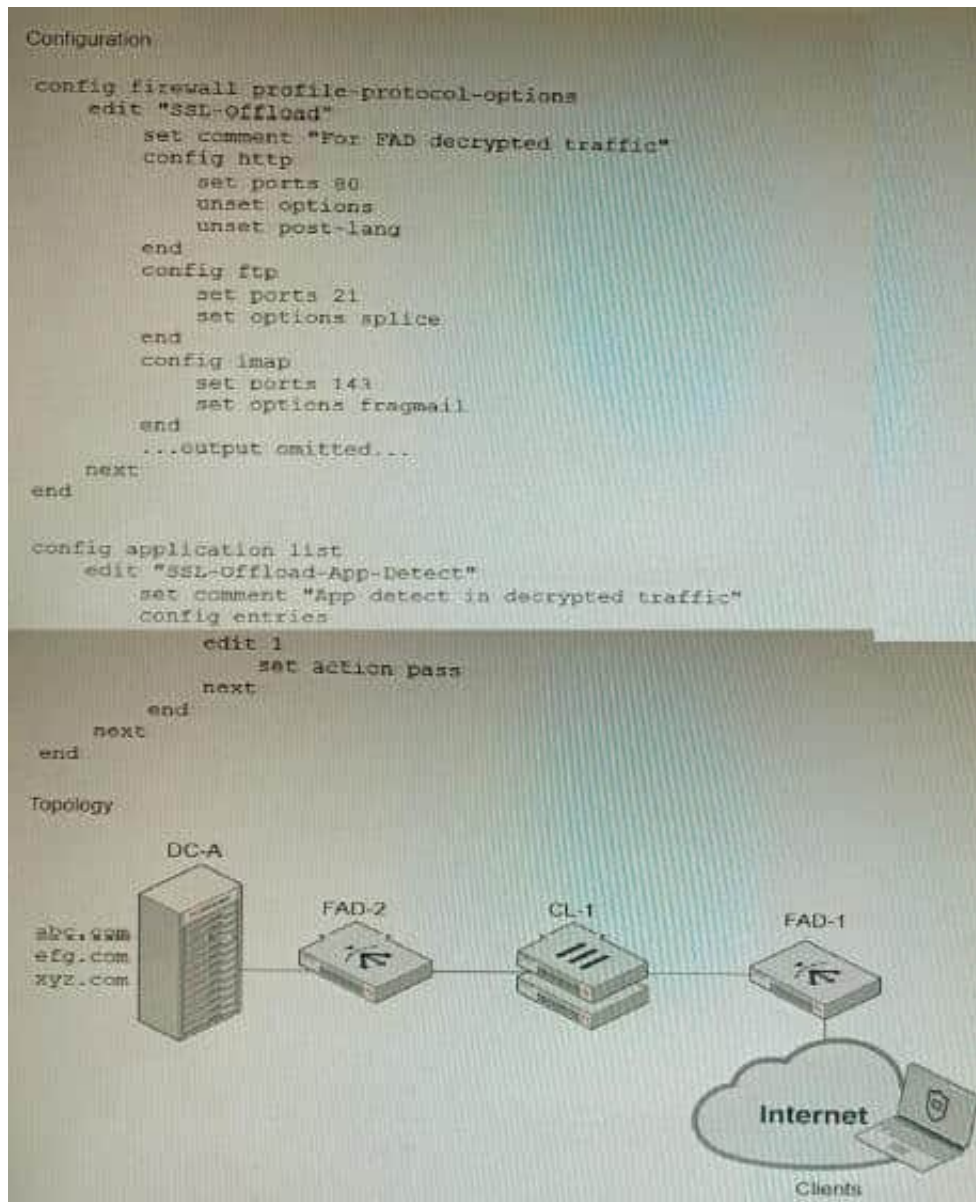 Configuration
config firewall profile-protocol-options
    edit "SSL-Offload"
        set comment "For FAD decrypted traffic"
        config http
            set ports 80
            unset options
            unset post-lang
        end
        config ftp
            set ports 21
            set options splice
        end
        config imap
            set ports 143
            set options fragmail
        end
        ...output omitted...
    next
end
config application list
    edit "SSL-Offload-App-Detect"
        set comment "App detect in decrypted traffic"
        config entries
            edit 1
                set action pass
            next
        end
    next
end
Topology
DC-A
FAD-2
CL-1
FAD-1
abc.com
efg.com
xyz.com
Internet
Clients